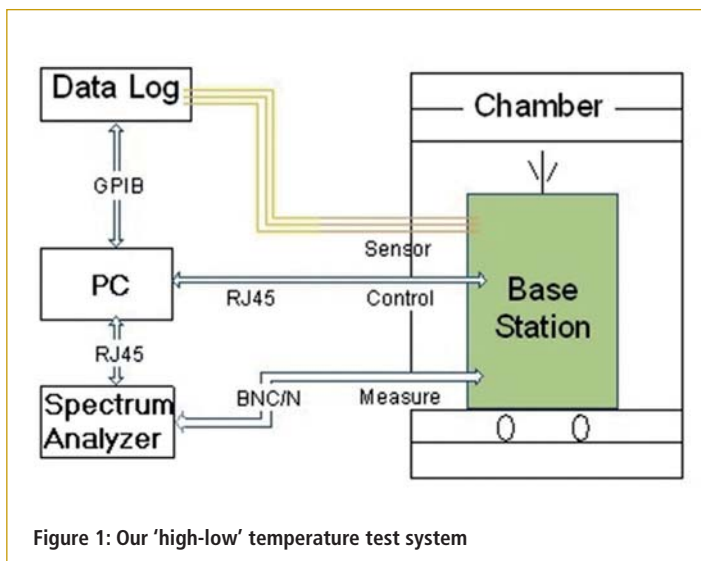 Data Log
Chamber
GPIB
Sensor
PC
RJ45
Control
Base
Station
RJ45
Spectrum
Analyzer
BNC/N
Measure
Figure 1: Our ‘high-low’ temperature test system